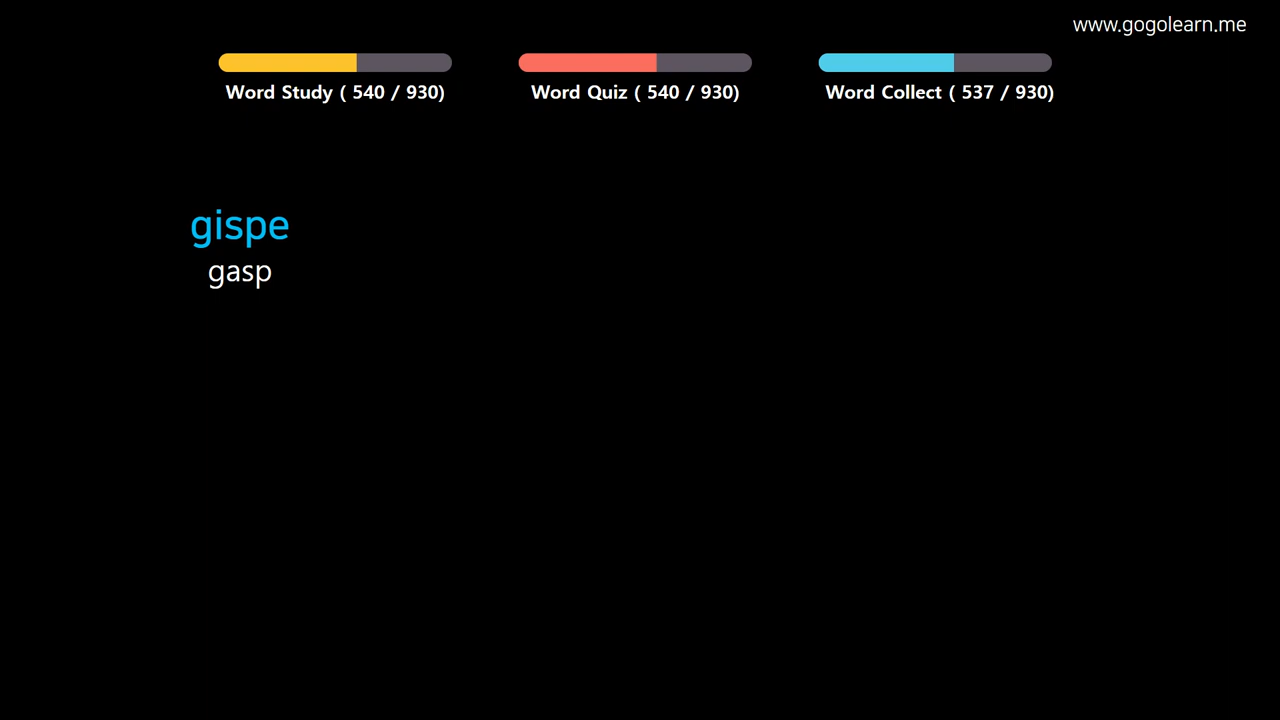 www.gogolearn.me
Word Study ( 540 / 930)
Word Quiz ( 540 / 930)
Word Collect ( 537 / 930)
gispe
gasp